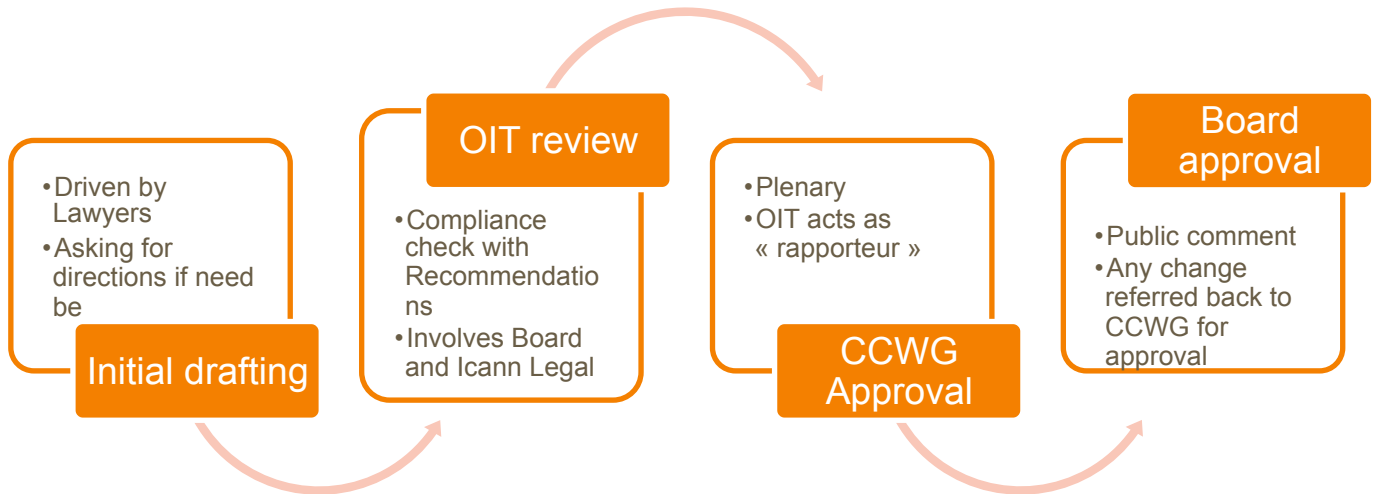 •Driven by
Lawyers
•Asking for
directions if need
be
Initial drafting
OIT review
•Compliance
check with
Recommendatio
ns
•Involves Board
and Icann Legal
•Plenary
•OIT acts as
« rapporteur »
CCWG
Approval
Board
approval
•Public comment
•Any change
referred back to
CCWG for
approval